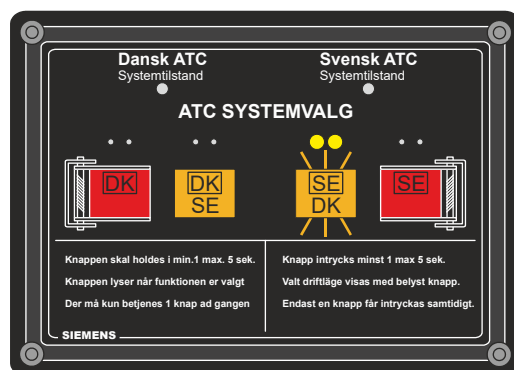 Dansk ATC
Systemtilstand
Svensk ATC
Systemtilstand
ATC SYSTEMVALG
DK
DK
SE
SE
DK
SE
Knappen skal holdes i min.1 max. 5 sek.
Knappen lyser når funktionen er valgt
Der må kun betjenes 1 knap ad gangen
Knapp intrycks minst 1 max 5 sek.
Valt driftläge visas med belyst knapp.
Endast en knapp får intryckas samtidigt.
SIEMENS